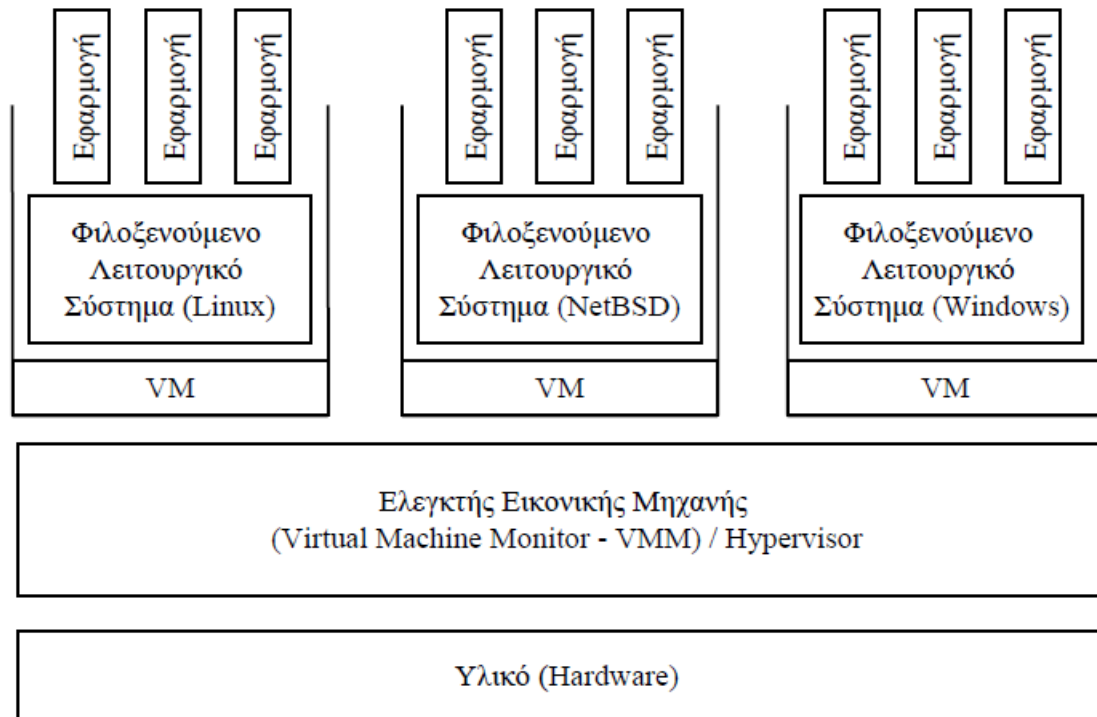 Εφαρμογή
Εφαρμογή
Εφαρμογή
Εφαρμογή
Εφαρμογή
Εφαρμογή
Εφαρμογή
Εφαρμογή
Εφαρμογή
Φιλοξενούμενο
Λειτουργικό
Σύστημα (Linux)
Φιλοξενούμενο
Λειτουργικό
Σύστημα (NetBSD)
Φιλοξενούμενο
Λειτουργικό
Σύστημα (Windows)
VM
VM
VM
Ελεγκτής Εικονικής Μηχανής
(Virtual Machine Monitor - VMM) / Hypervisor
Υλικό (Hardware)